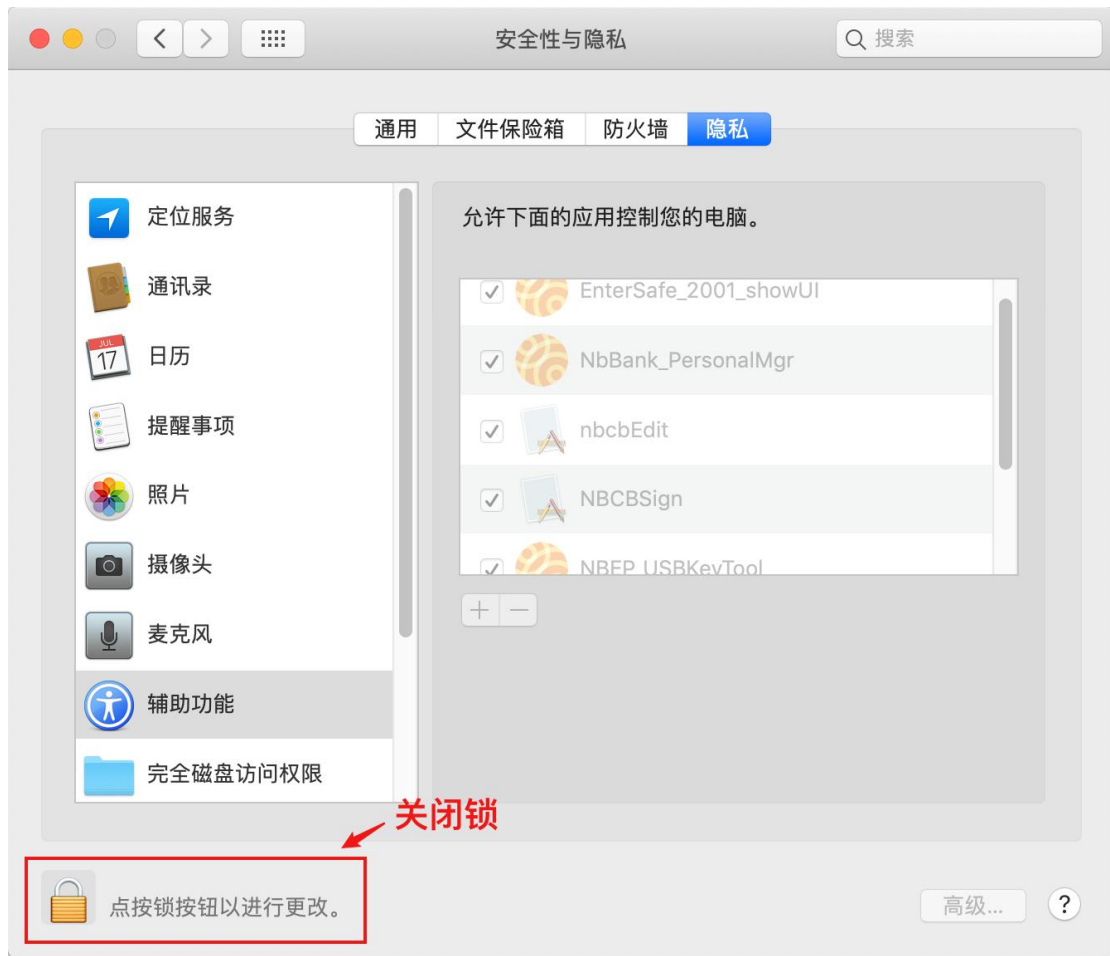 安全性与隐私
搜索
通用
文件保险箱
防火墙
隐私
定位服务
通讯录
JUL
17
日历
提醒事项
照片
摄像头
麦克风
辅助功能
完全磁盘访问权限
允许下面的应用控制您的电脑。
EnterSafe_2001_showUI
NbBank_PersonalMgr
nbcbEdit
NBCBSign
NBEP_USBKeyTool
关闭锁
点按锁按钮以进行更改。
高级...
?